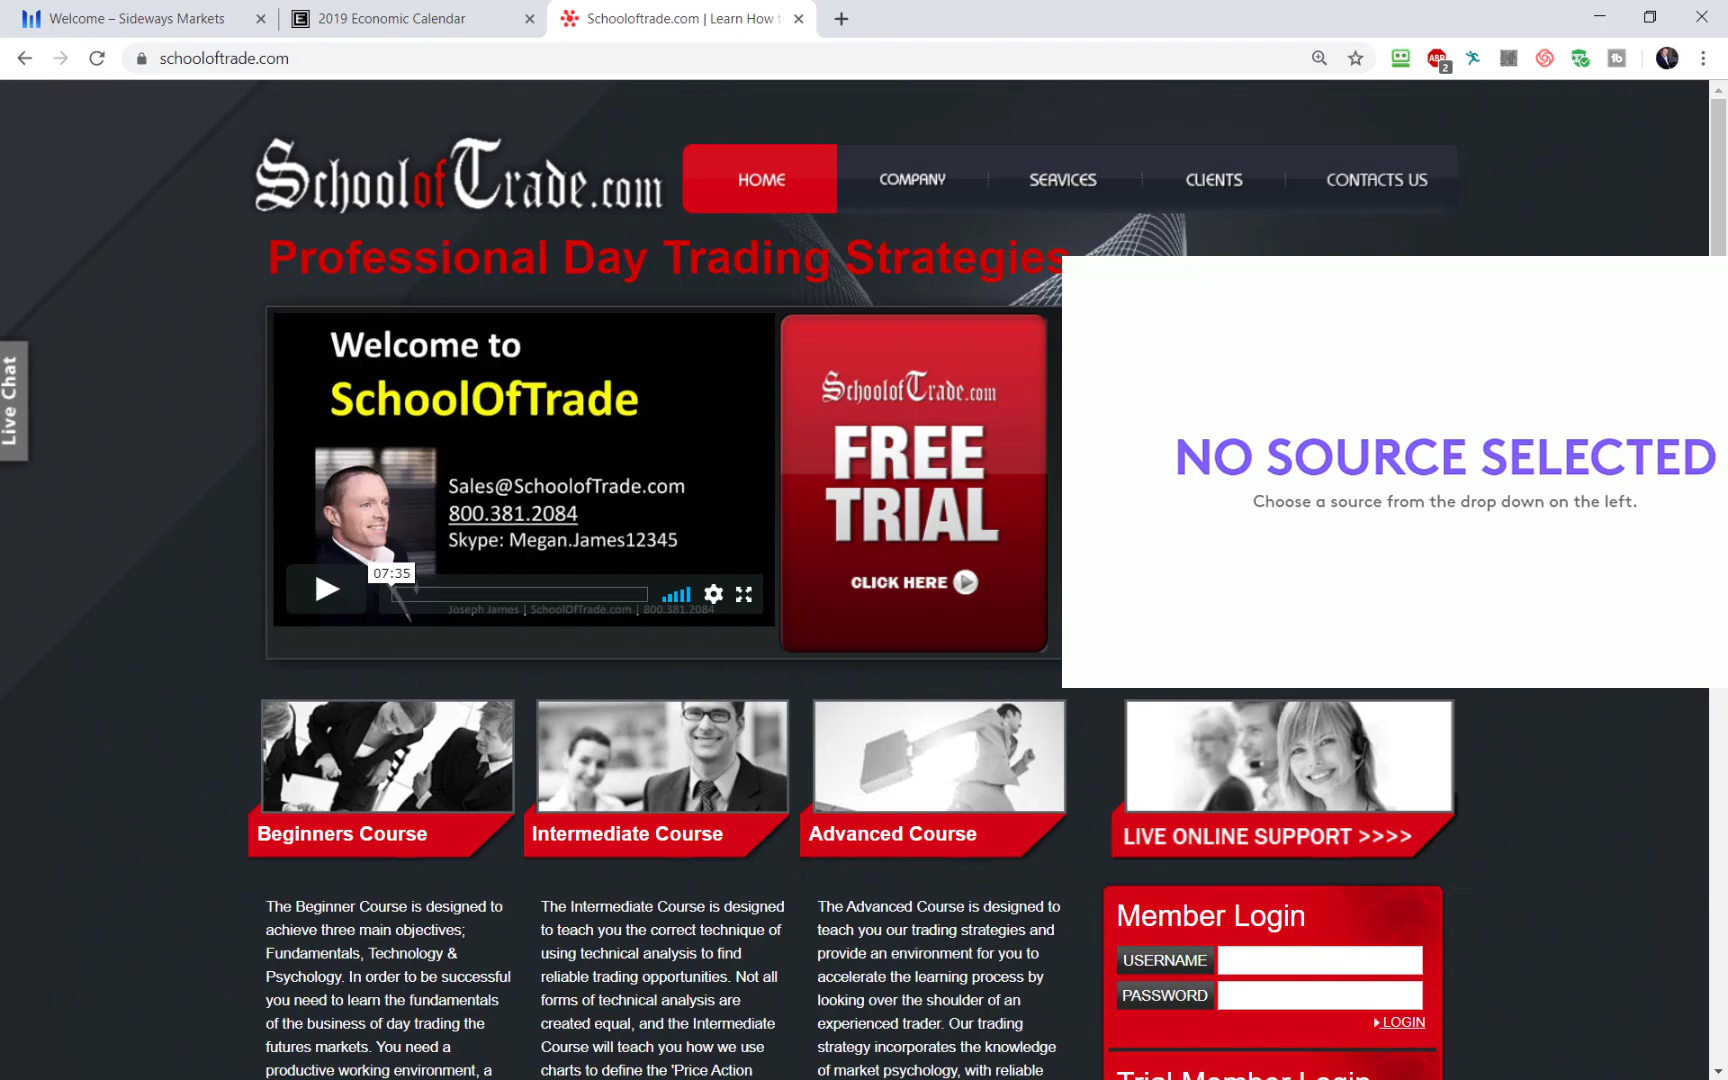 Welcome – Sideways Markets
2019 Economic Calendar
Schooloftrade.com | Learn How t
schooloftrade.com
ABP
2
tb
SchoolofTrade.com
HOME
COMPANY
SERVICES
CLIENTS
CONTACTS US
Professional Day Trading Strategies
Live Chat
Welcome to
SchoolOfTrade
Sales@SchoolofTrade.com
800.381.2084
Skype: Megan.James12345
07:35
Joseph James | SchoolOfTrade.com | 800.381.2084
SchoolofTrade.com
FREE
TRIAL
CLICK HERE
NO SOURCE SELECTED
Choose a source from the drop down on the left.
Beginners Course
Intermediate Course
Advanced Course
LIVE ONLINE SUPPORT >>>>
The Beginner Course is designed to
achieve three main objectives;
Fundamentals, Technology &
Psychology. In order to be successful
you need to learn the fundamentals
of the business of day trading the
futures markets. You need a
productive working environment, a
The Intermediate Course is designed
to teach you the correct technique of
using technical analysis to find
reliable trading opportunities. Not all
forms of technical analysis are
created equal, and the Intermediate
Course will teach you how we use
charts to define the 'Price Action
The Advanced Course is designed to
teach you our trading strategies and
provide an environment for you to
accelerate the learning process by
looking over the shoulder of an
experienced trader. Our trading
strategy incorporates the knowledge
of market psychology, with reliable
Member Login
USERNAME
PASSWORD
LOGIN
Trial Member Login